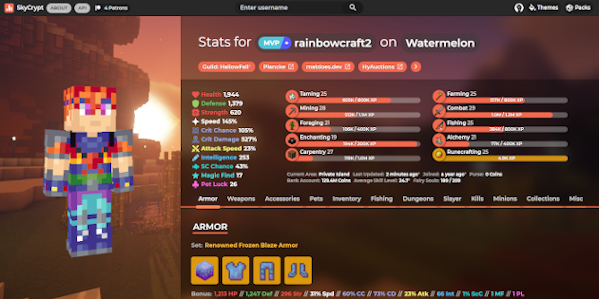 SkyCrypt ABOUT API 4 Patrons Enter username Themes Packs
Stats for MVP rainbowcraft2 on Watermelon
Guild: HallowFell Plancke matdoes.dev HyAuctions
Health 1,944
Defense 1,379
Strength 620
Speed 145%
Crit Chance 105%
Crit Damage 527%
Attack Speed 23%
Intelligence 253
SC Chance 43%
Magic Find 17
Pet Luck 26
Taming 25
Mining 28
Foraging 21
Enchanting 19
Carpentry 27
Farming 25
Combat 29
Fishing 25
Alchemy 21
Runecrafting 25
Current Area: Private Island Last Updated: 2 minutes ago Joined: a year ago Purse: 0 Coins
Bank Account: 129.4M Coins Average Skill Level: 24.7 Fairy Souls: 189 / 209
Armor Weapons Accessories Pets Inventory Fishing Dungeons Slayer Kills Minions Collections Misc
ARMOR
Set: Renowned Frozen Blaze Armor
Bonus: 1,213 HP // 1,247 Def // 296 Str // 31% Spd // 60% CC // 73% CD // 23% Atk // 66 Int // 1% ScC // 1 MF // 1 PL